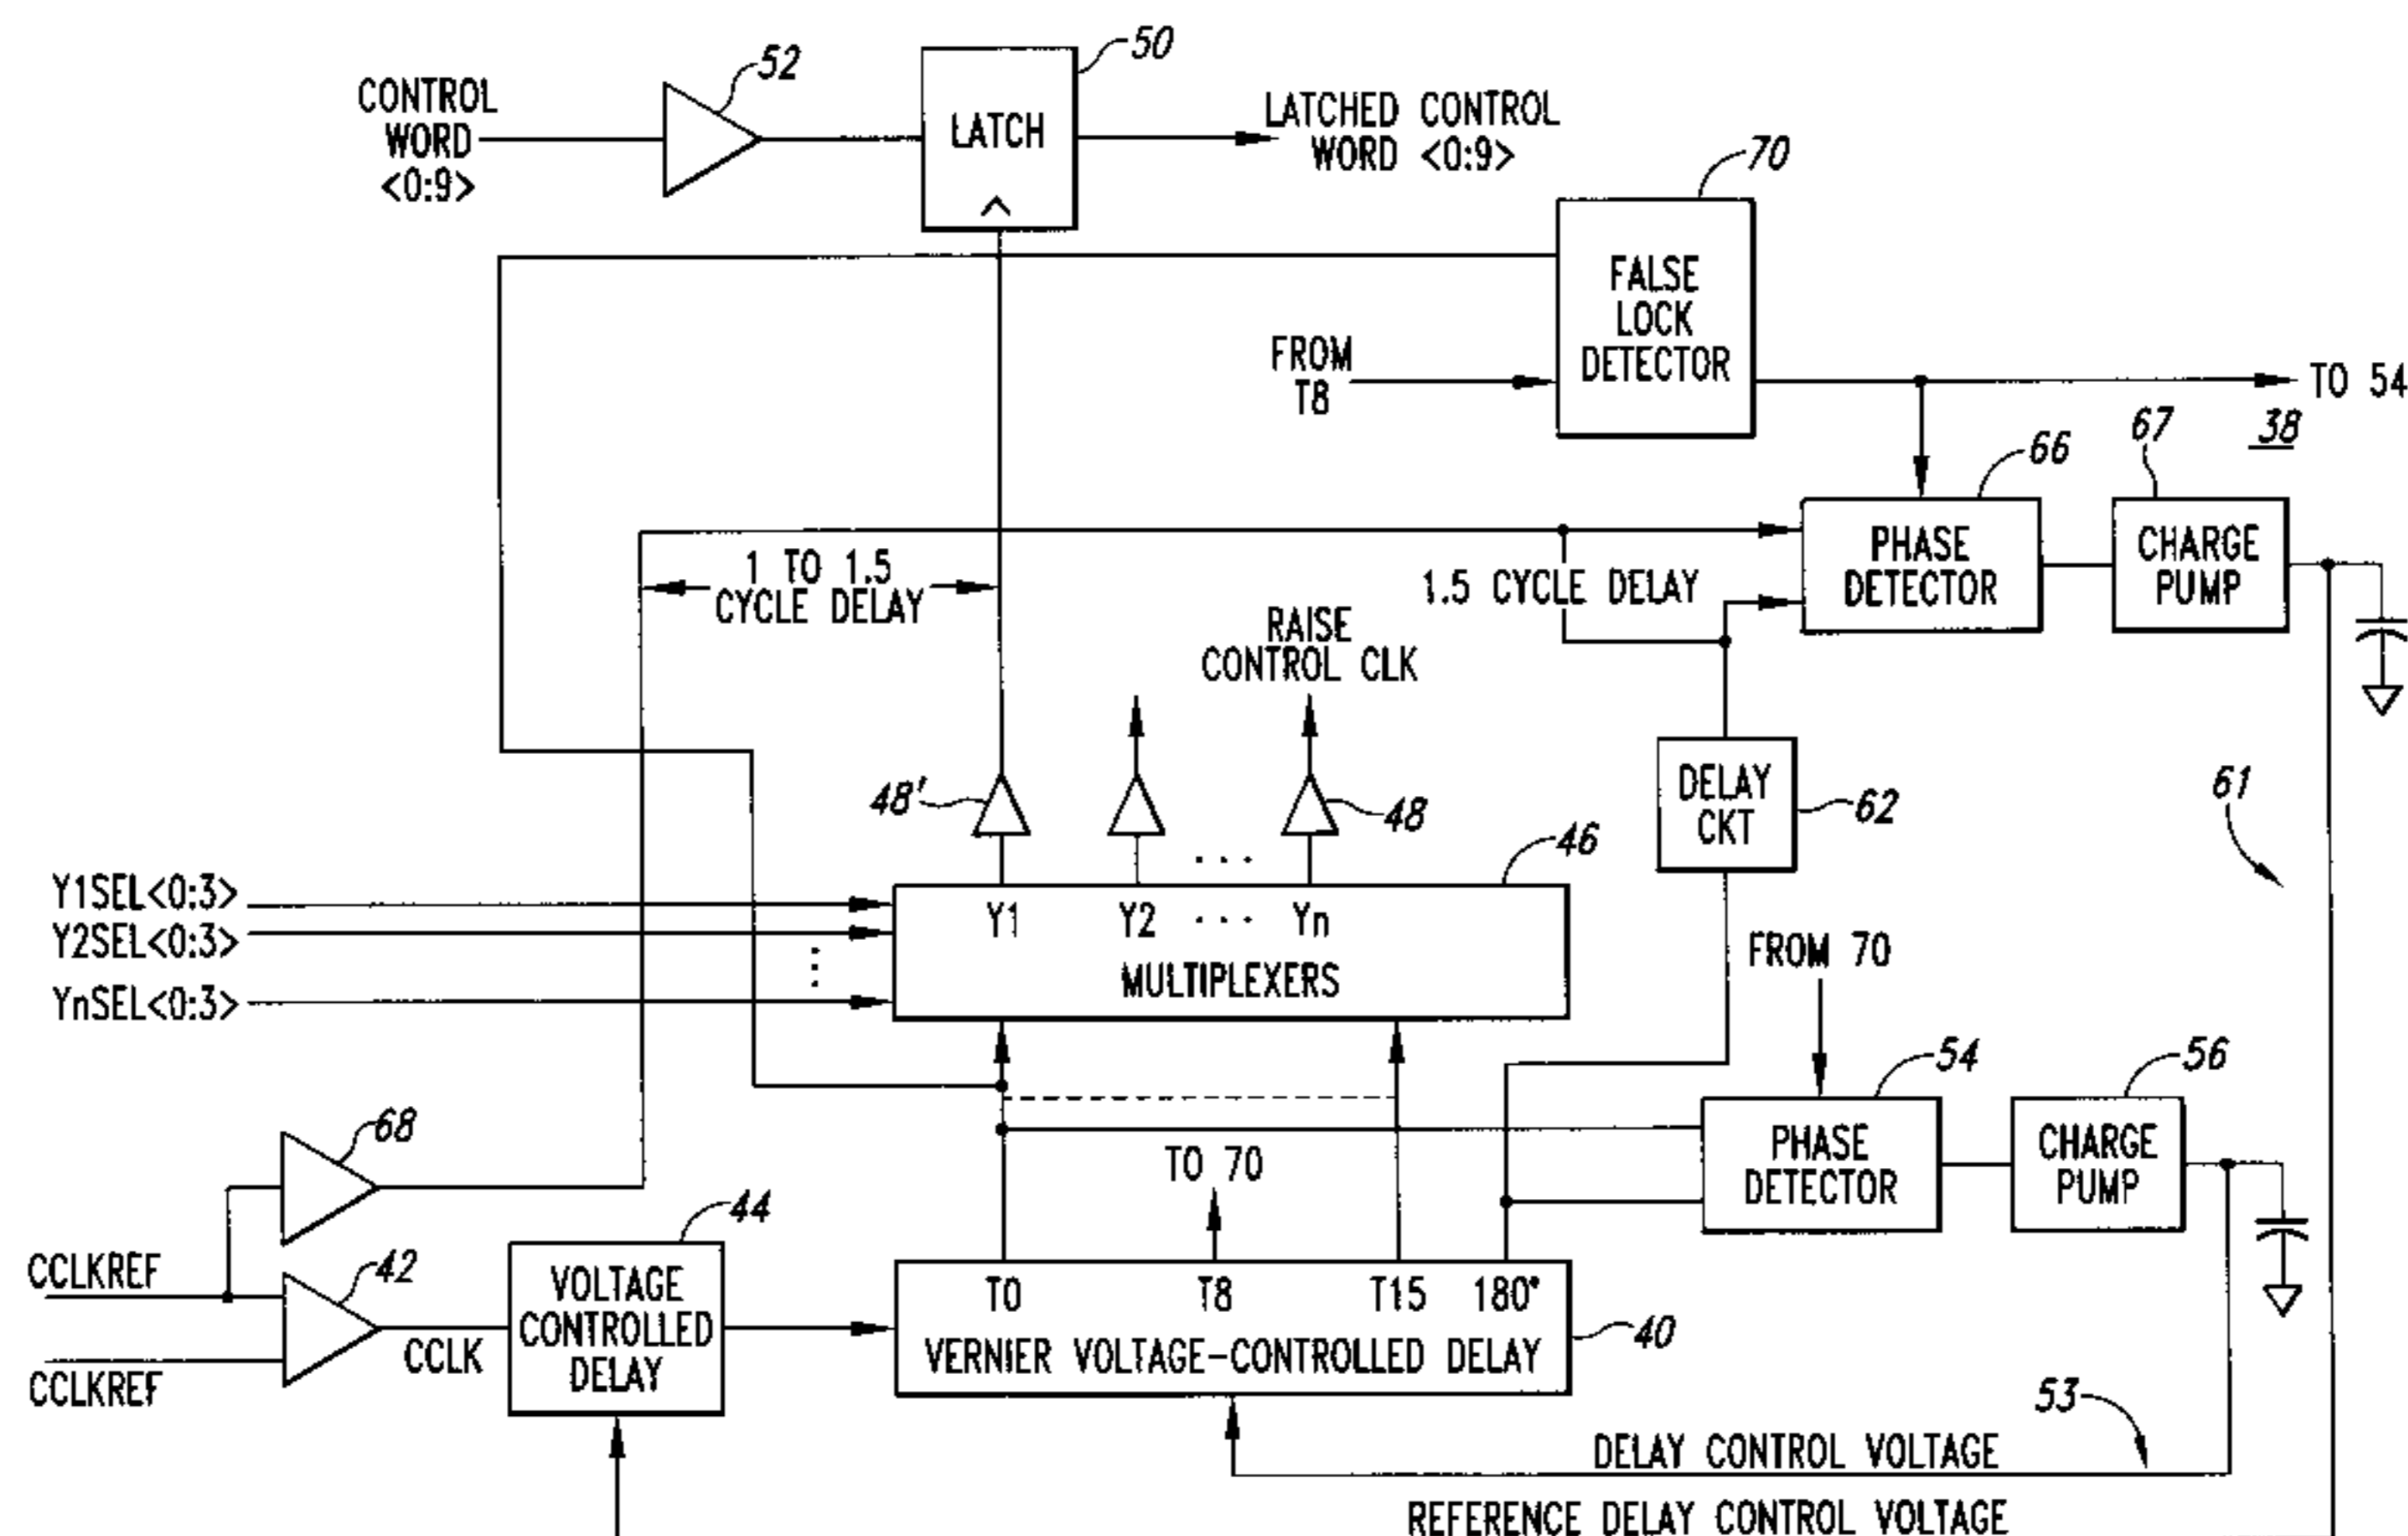 52
50
CONTROL
WORD
<0:9>
LATCH
LATCHED CONTROL
WORD <0:9>
70
FALSE
LOCK
DETECTOR
FROM
T8
TO 54
38
66
67
PHASE
DETECTOR
CHARGE
PUMP
1 TO 1.5
CYCLE DELAY
1.5 CYCLE DELAY
RAISE
CONTROL CLK
48'
48
DELAY
CKT
62
61
46
Y1SEL<0:3>
Y2SEL<0:3>
⋮
YnSEL<0:3>
Y1 Y2 ··· Yn
MULTIPLEXERS
FROM 70
54
56
PHASE
DETECTOR
CHARGE
PUMP
68
TO 70
44
CCLKREF
42
CCLK
CCLKREF
VOLTAGE
CONTROLLED
DELAY
T0 T8 T15 180°
VERNIER VOLTAGE-CONTROLLED DELAY
40
53
DELAY CONTROL VOLTAGE
REFERENCE DELAY CONTROL VOLTAGE